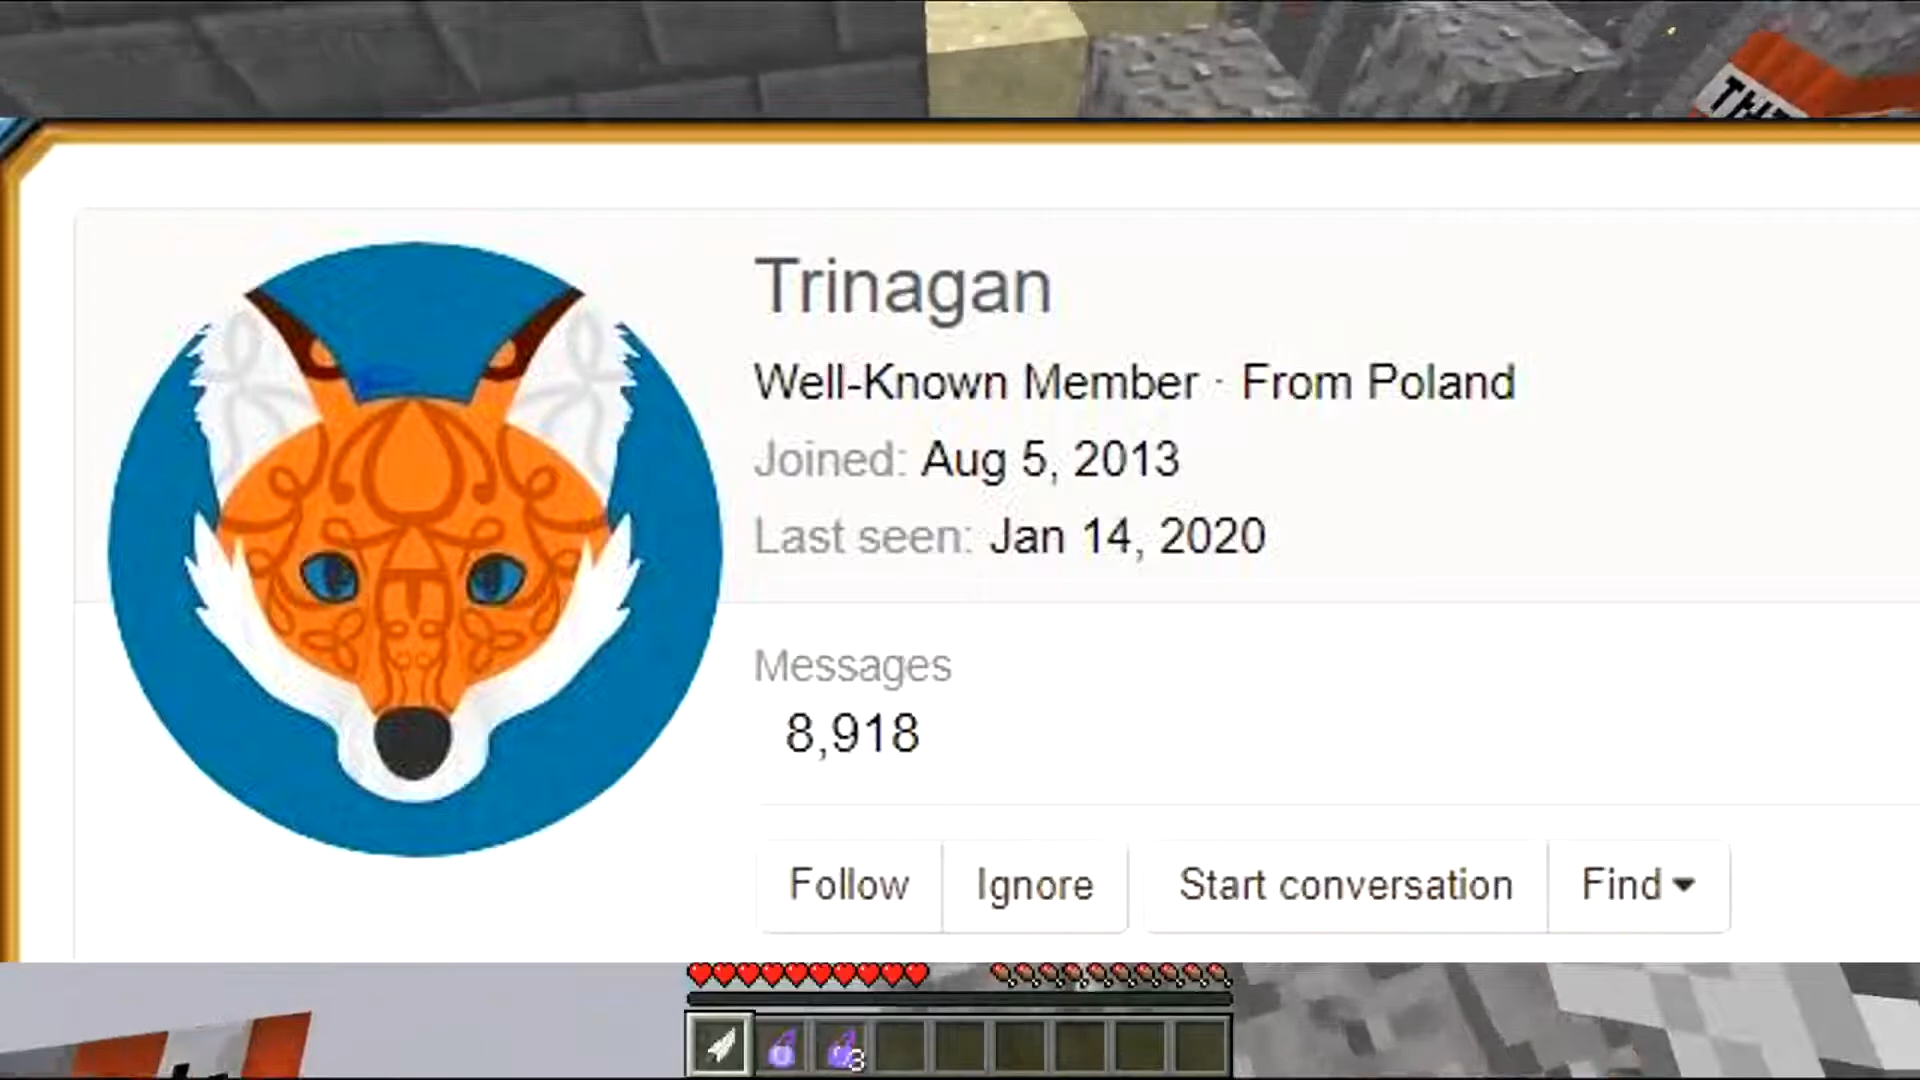 Trinagan
Well-Known Member · From Poland
Joined: Aug 5, 2013
Last seen: Jan 14, 2020
Messages
8,918
Follow
Ignore
Start conversation
Find
3